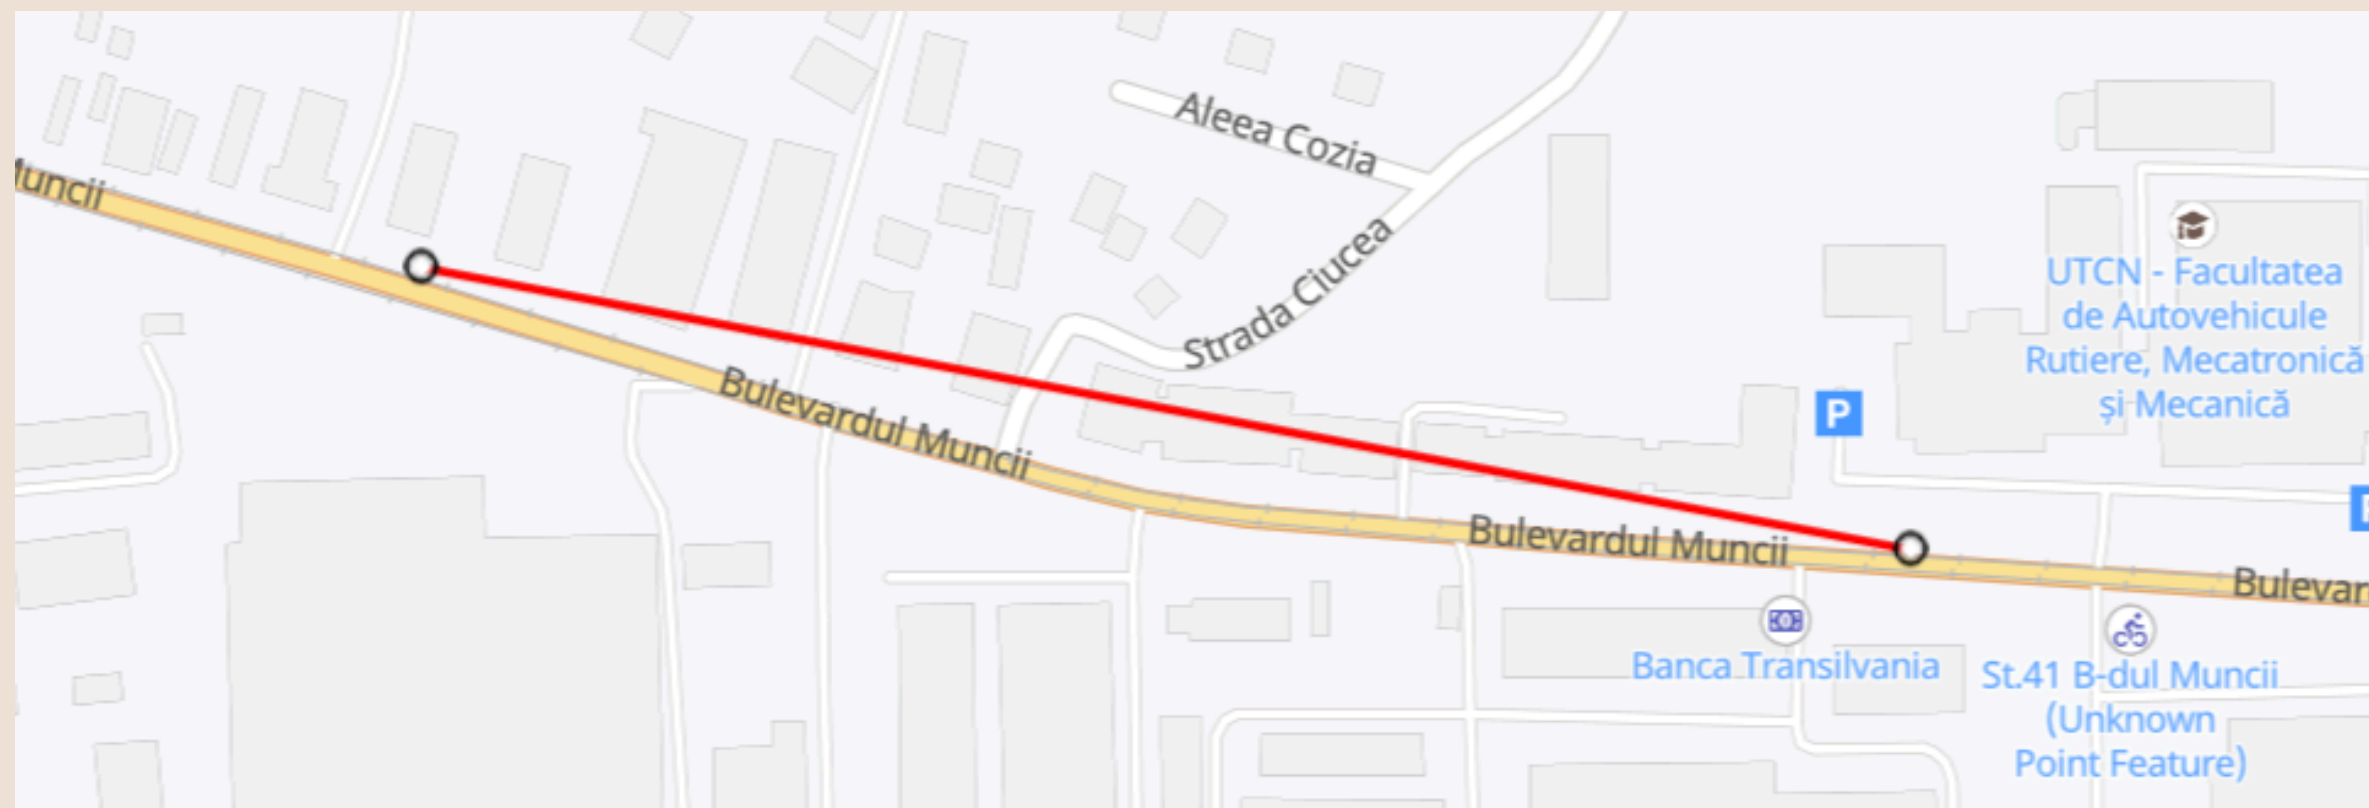 Muncii
Aleea Cozia
Strada Ciucea
UTCN - Facultatea
de Autovehicule
Rutiere, Mecatronică
și Mecanică
P
Bulevardul Muncii
Bulevardul Muncii
Bulevar
Banca Transilvania
St.41 B-dul Muncii
(Unknown
Point Feature)